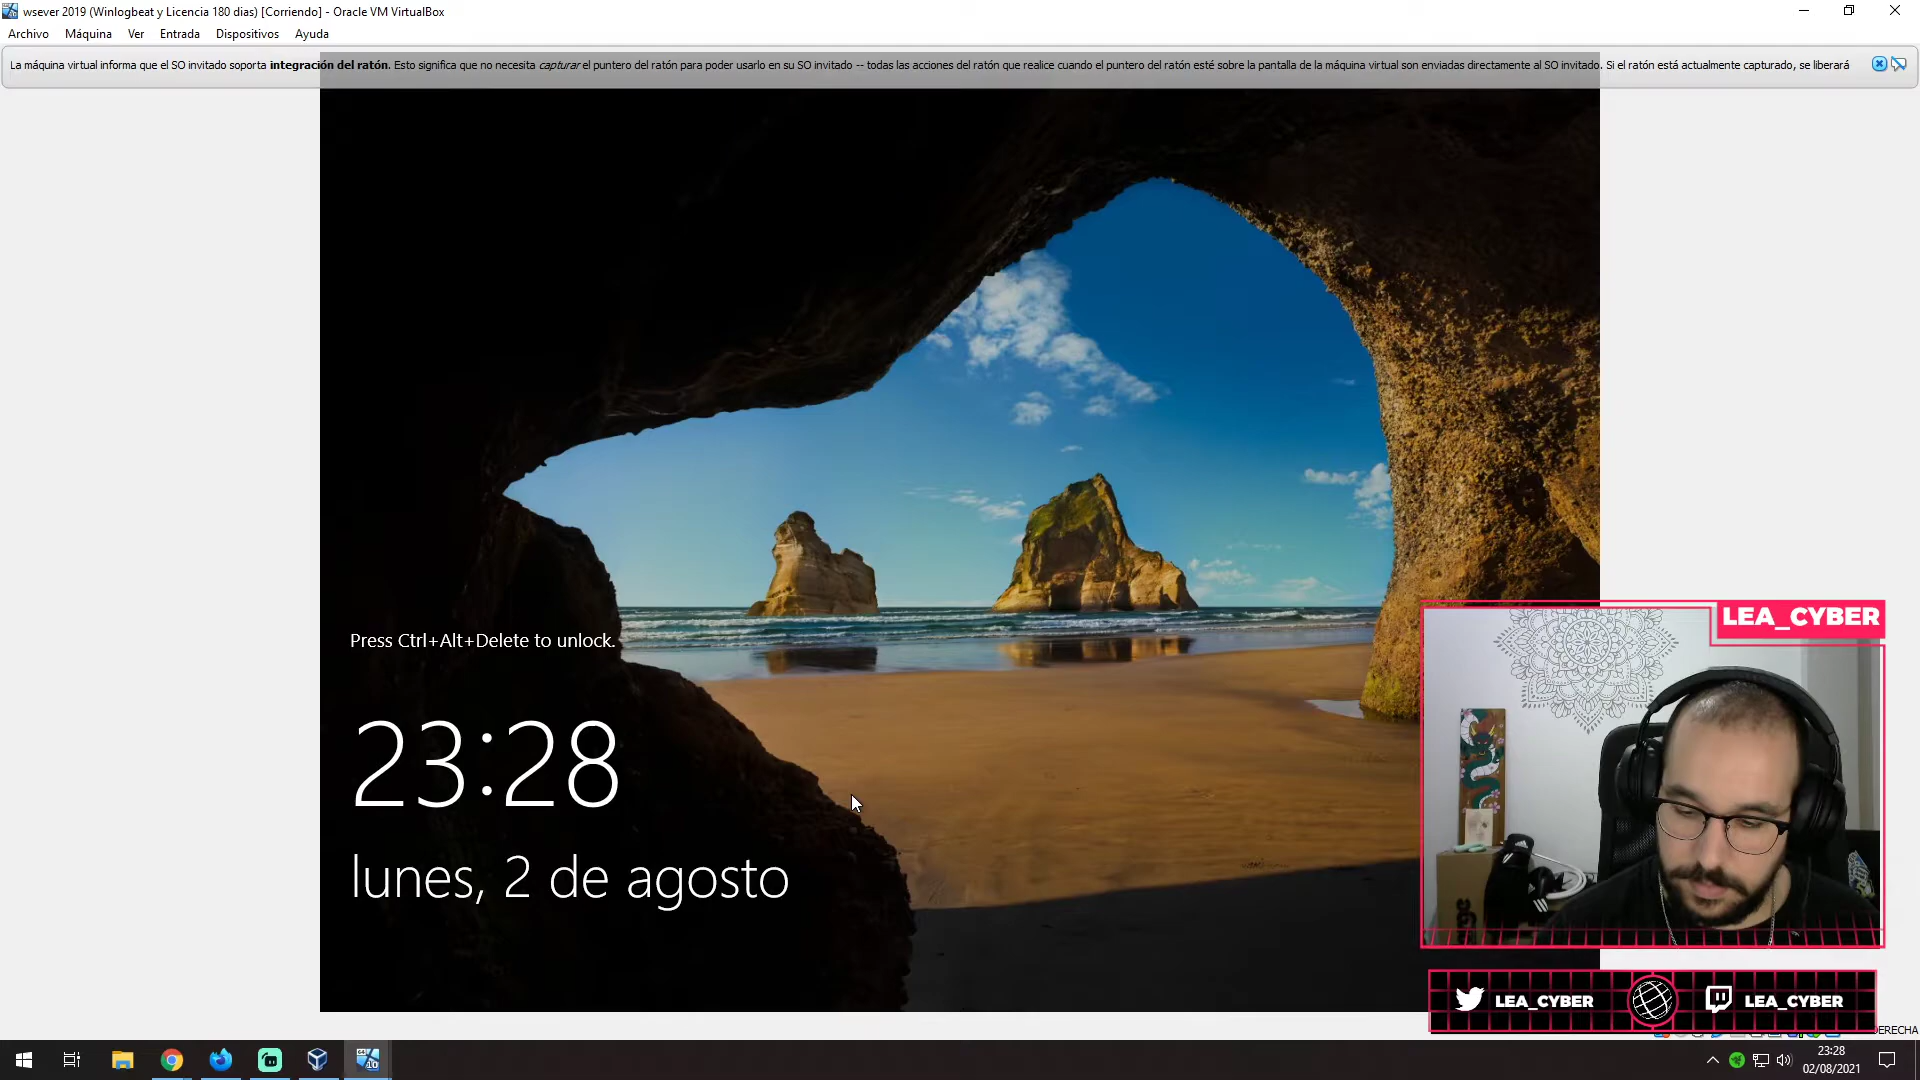 wsever 2019 (Winlogbeat y Licencia 180 dias) [Corriendo] - Oracle VM VirtualBox
Archivo Máquina Ver Entrada Dispositivos Ayuda
La máquina virtual informa que el SO invitado soporta integración del ratón. Esto significa que no necesita capturar el puntero del ratón para poder usarlo en su SO invitado -- todas las acciones del ratón que realice cuando el puntero del ratón esté sobre la pantalla de la máquina virtual son enviadas directamente al SO invitado. Si el ratón está actualmente capturado, se liberará
LEA_CYBER
Press Ctrl+Alt+Delete to unlock.
23:28
lunes, 2 de agosto
LEA_CYBER LEA_CYBER
DERECHA
23:28
02/08/2021